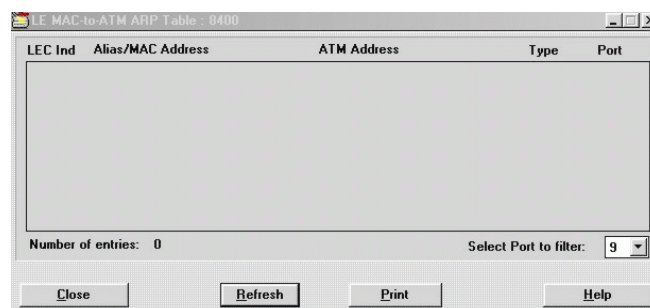 LE MAC-to-ATM ARP Table : 8400
LEC Ind Alias/MAC Address ATM Address Type Port
Number of entries: 0 Select Port to filter: 9
Close Refresh Print Help